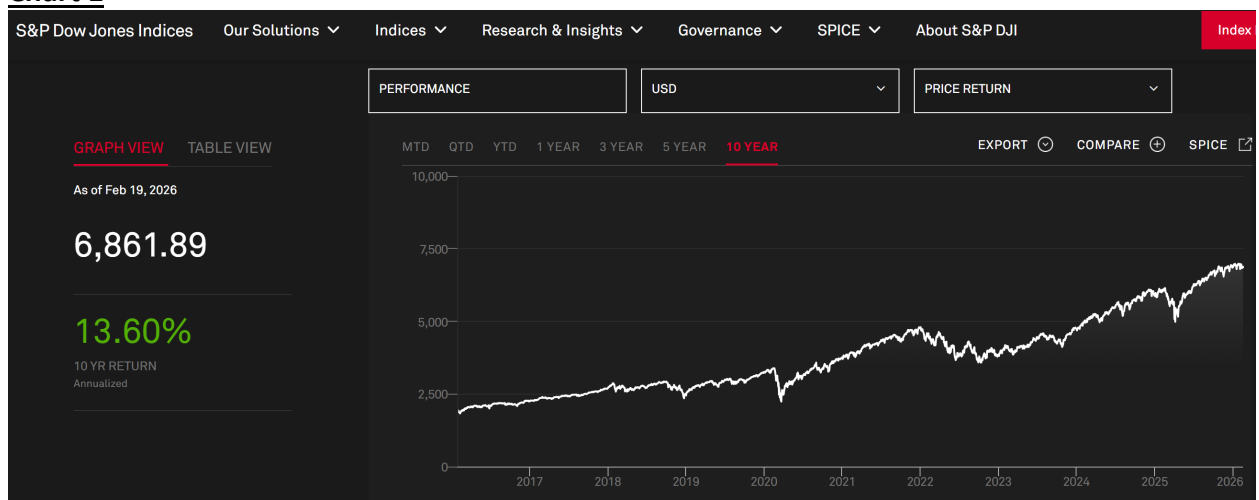 S&P Dow Jones Indices Our Solutions Indices Research & Insights Governance SPICE About S&P DJI Index
PERFORMANCE USD PRICE RETURN
GRAPH VIEW TABLE VIEW
MTD QTD YTD 1 YEAR 3 YEAR 5 YEAR 10 YEAR EXPORT COMPARE SPICE
As of Feb 19, 2026
6,861.89
13.60%
10 YR RETURN
Annualized
10,000
7,500
5,000
2,500
0
2017 2018 2019 2020 2021 2022 2023 2024 2025 2026